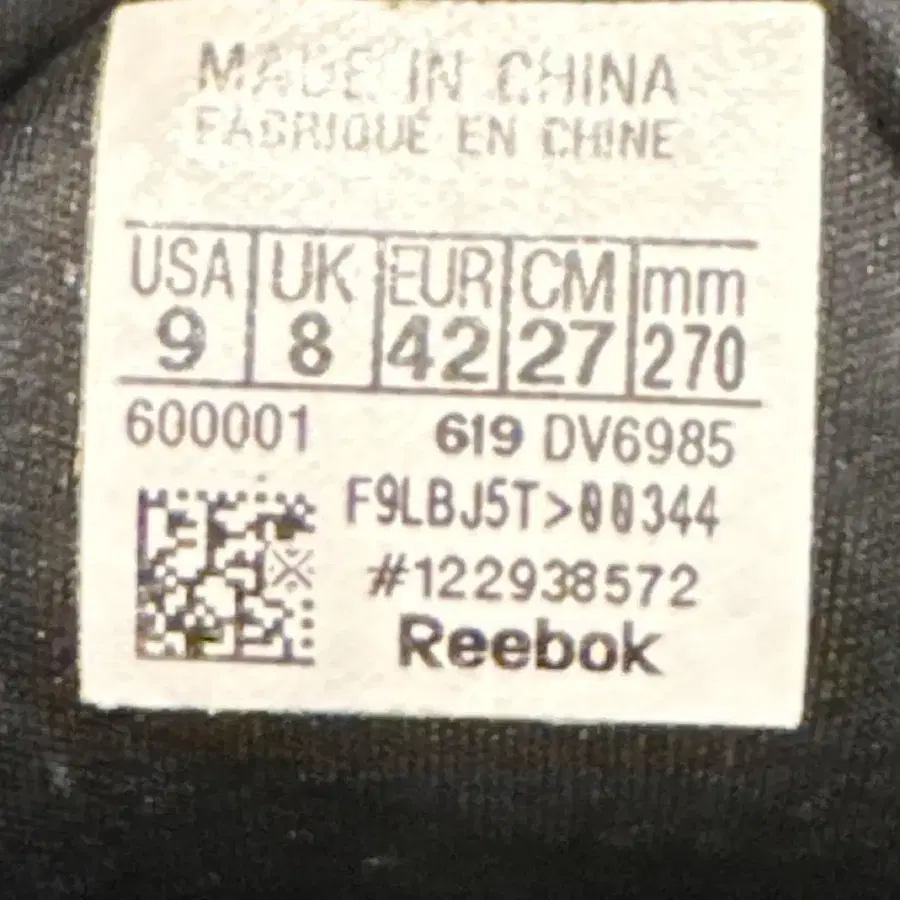 MADE IN CHINA
FABRIQUÉ EN CHINE
USA UK EUR CM mm
9 8 42 27 270
600001 619 DV6985
F9LBJ5T>00344
#122938572
Reebok